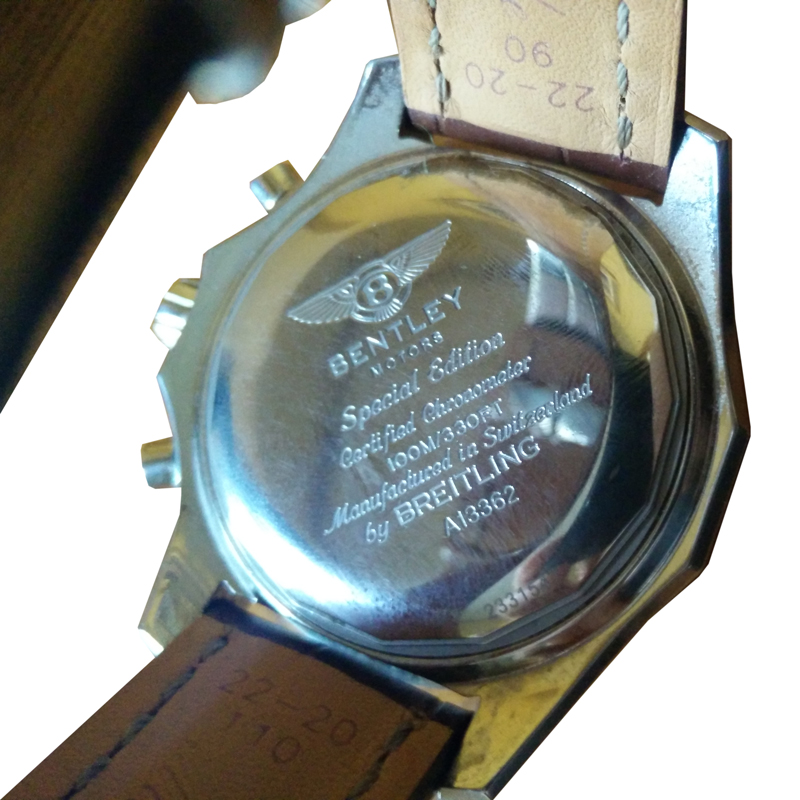 90
22-20
B
BENTLEY
MOTORS
Special Edition
Certified Chronometer
100M/330FT
Manufactured in Switzerland
by BREITLING
A13362
22-20
110